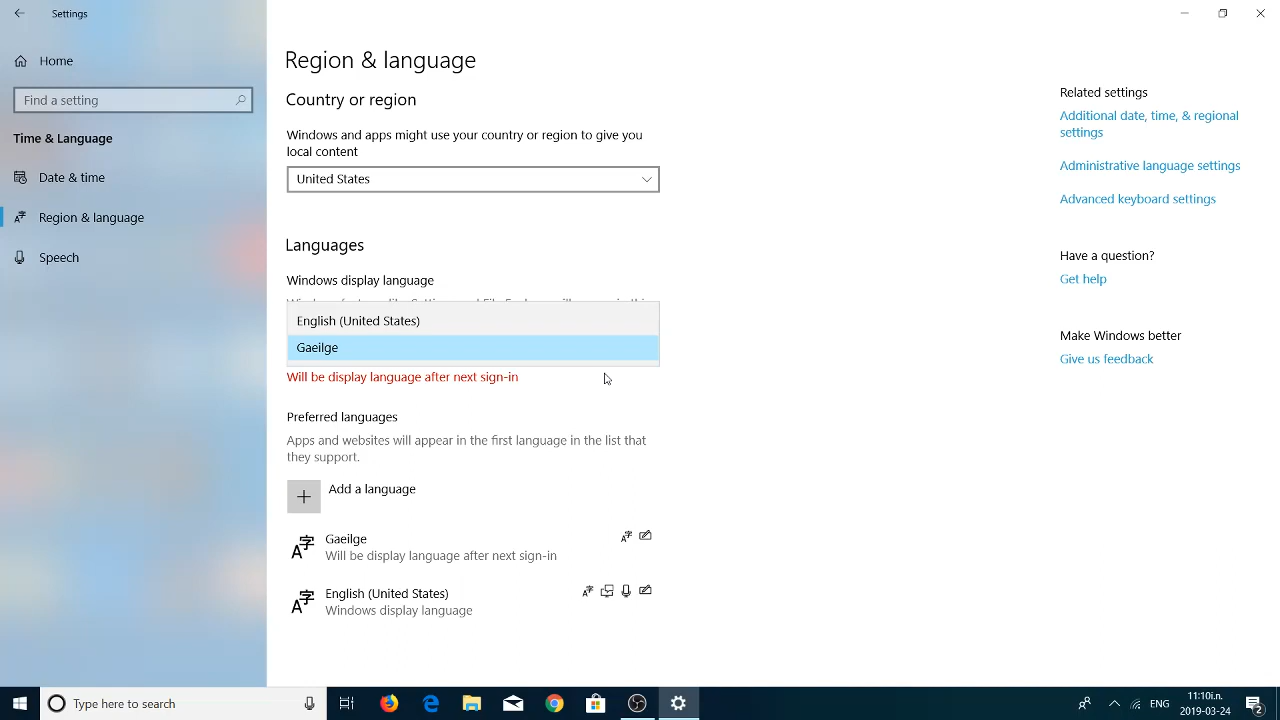 Settings
Home
Find a setting
Time & Language
Date & time
Region & language
Speech
Region & language
Country or region
Windows and apps might use your country or region to give you
local content
United States
Languages
Windows display language
English (United States)
Gaeilge
Will be display language after next sign-in
Preferred languages
Apps and websites will appear in the first language in the list that
they support.
Add a language
Gaeilge
Will be display language after next sign-in
English (United States)
Windows display language
Related settings
Additional date, time, & regional
settings
Administrative language settings
Advanced keyboard settings
Have a question?
Get help
Make Windows better
Give us feedback
Type here to search
ENG
11:10i.n.
2019-03-24
2